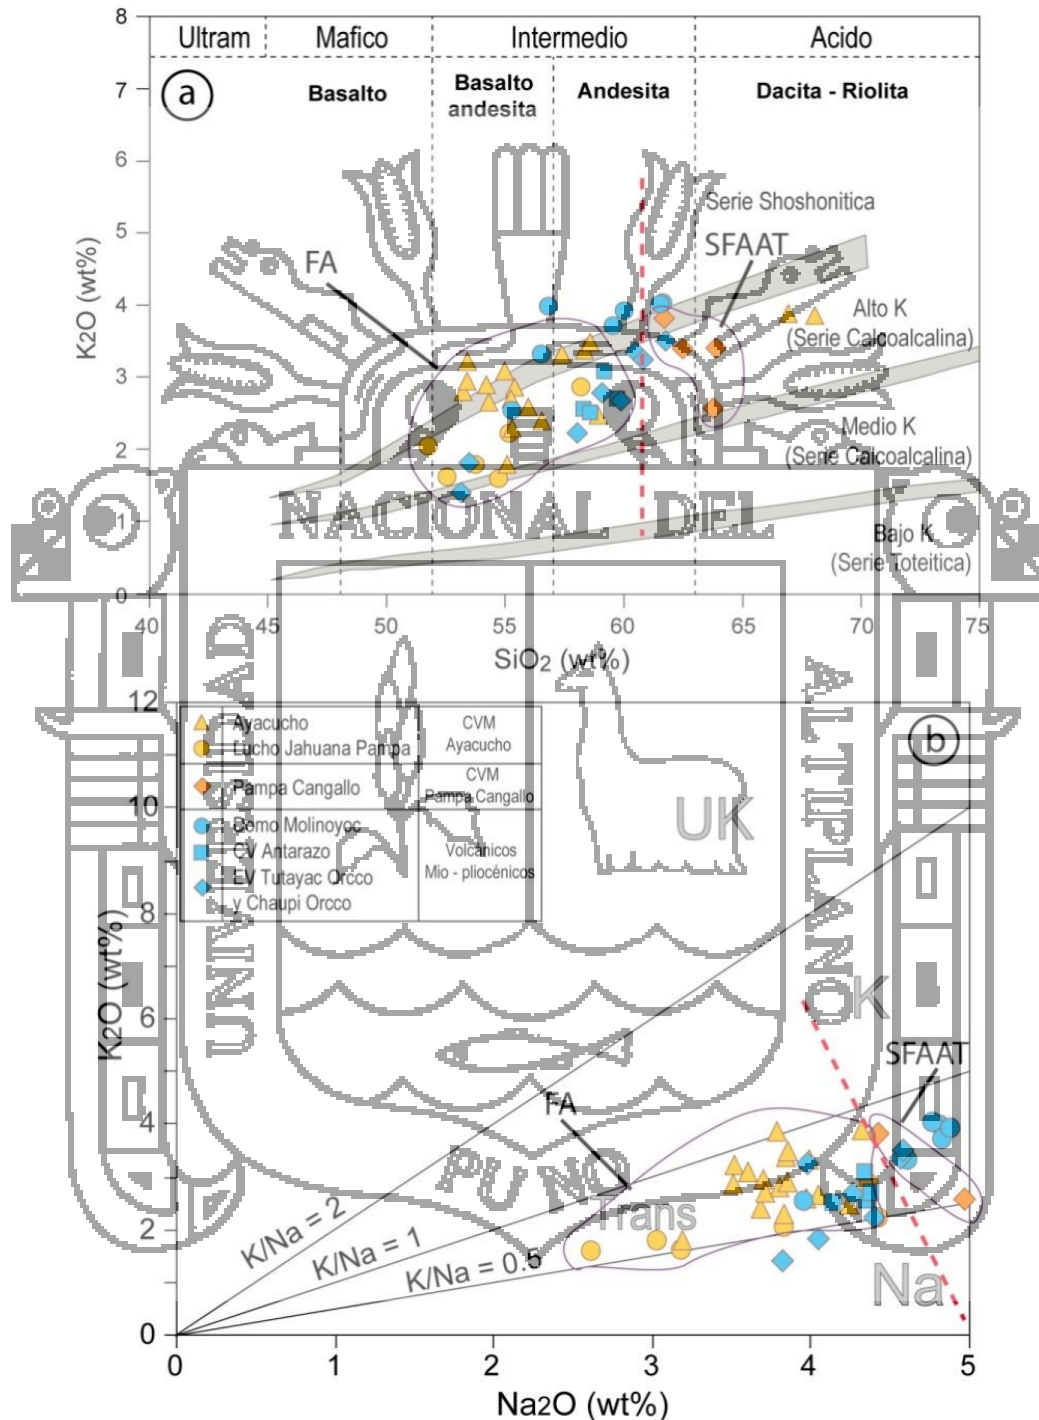 8
Ultram Mafico Intermedio Acido
a
7
Basalto Basalto andesita Andesita Dacita - Riolita
6
Serie Shoshonitica
5
FA SFAAT
K2O (wt%)
4
Alto K
(Serie Calcoalcalina)
3
Medio K
(Serie Calcoalcalina)
2
NACIONAL DEL
1
Bajo K
(Serie Toteitica)
0
40 45 50 55 60 65 70 75
SiO2 (wt%)
UNIVERSIDAD
ALTIPLANO
PUNO
12
Ayacucho
Lucho Jahuana Pampa
CVM
Ayacucho
b
Pampa Cangallo
CVM
Pampa Cangallo
10
Domo Molinoyoc
CV Antarazo
EV Tutayac Orcco
y Chaupi Orcco
Volcánicos
Mio - pliocénicos
UK
8
K2O (wt%)
K
6
SFAAT
FA
4
Trans
K/Na = 2
K/Na = 1
K/Na = 0.5
2
Na
0
0 1 2 3 4 5
Na2O (wt%)